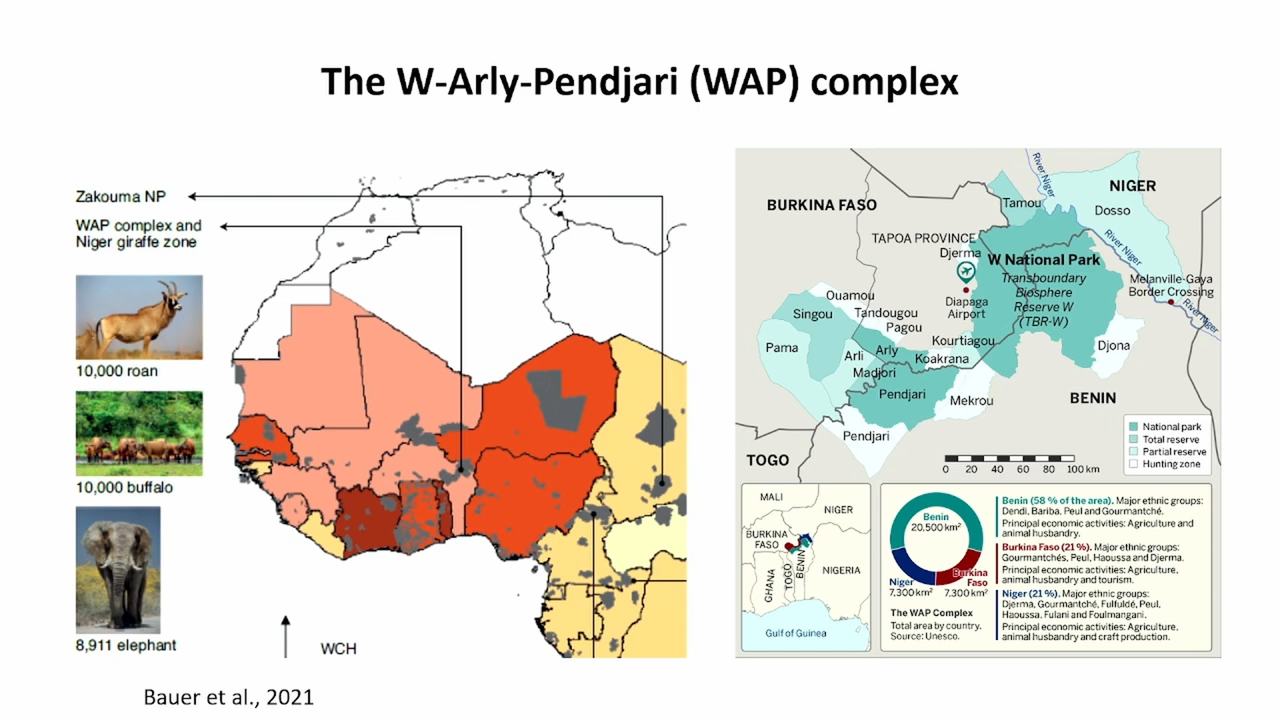 The W-Arly-Pendjari (WAP) complex
Zakouma NP
WAP complex and
Niger giraffe zone
10,000 roan
10,000 buffalo
8,911 elephant
WCH
Bauer et al., 2021
River Niger
NIGER
Tamou
Dosso
BURKINA FASO
TAPOA PROVINCE
Djerma
River Niger
W National Park
Transboundary
Biosphere
Reserve W
(TBR-W)
Melanville-Gaya
Border Crossing
River Niger
Diapaga
Airport
Ouamou
Singou
Tandougou
Pagou
Kourtiagou
Djona
Pama
Arli
Arly
Koakrana
Madjori
Pendjari
Mekrou
BENIN
Pendjari
TOGO
0 20 40 60 80 100 km
National park
Total reserve
Partial reserve
Hunting zone
MALI
NIGER
BURKINA
FASO
BENIN
NIGERIA
GHANA
TOGO
Gulf of Guinea
Benin
20,500 km²
Niger
7,300 km²
Burkina
Faso
7,300 km²
The WAP Complex
Total area by country.
Source: Unesco.
Benin (58 % of the area). Major ethnic groups:
Dendi, Bariba, Peul and Gourmantché.
Principal economic activities: Agriculture and
animal husbandry.
Burkina Faso (21 %). Major ethnic groups:
Gourmantchés, Peul, Haoussa and Djerma.
Principal economic activities: Agriculture,
animal husbandry and tourism.
Niger (21 %). Major ethnic groups:
Djerma, Gourmantché, Fulfuldé, Peul,
Haoussa, Fulani and Foulmangani.
Principal economic activities: Agriculture,
animal husbandry and craft production.